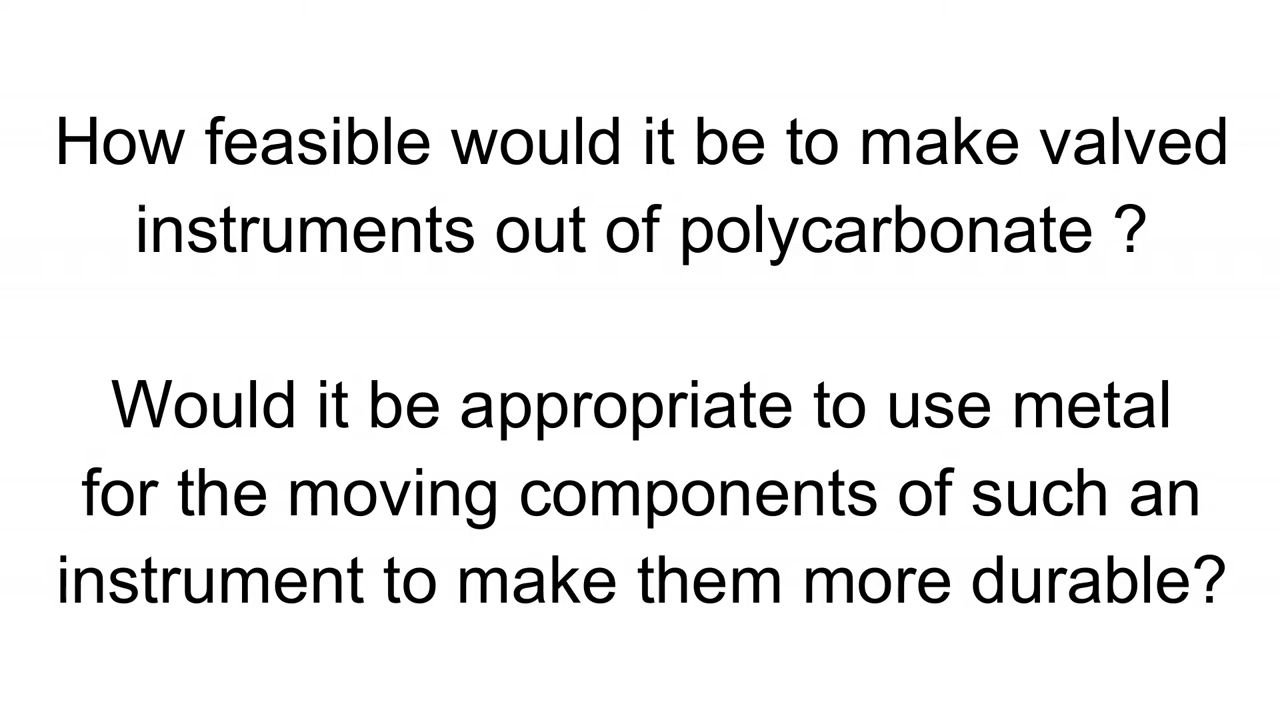 How feasible would it be to make valved
instruments out of polycarbonate ?
Would it be appropriate to use metal
for the moving components of such an
instrument to make them more durable?